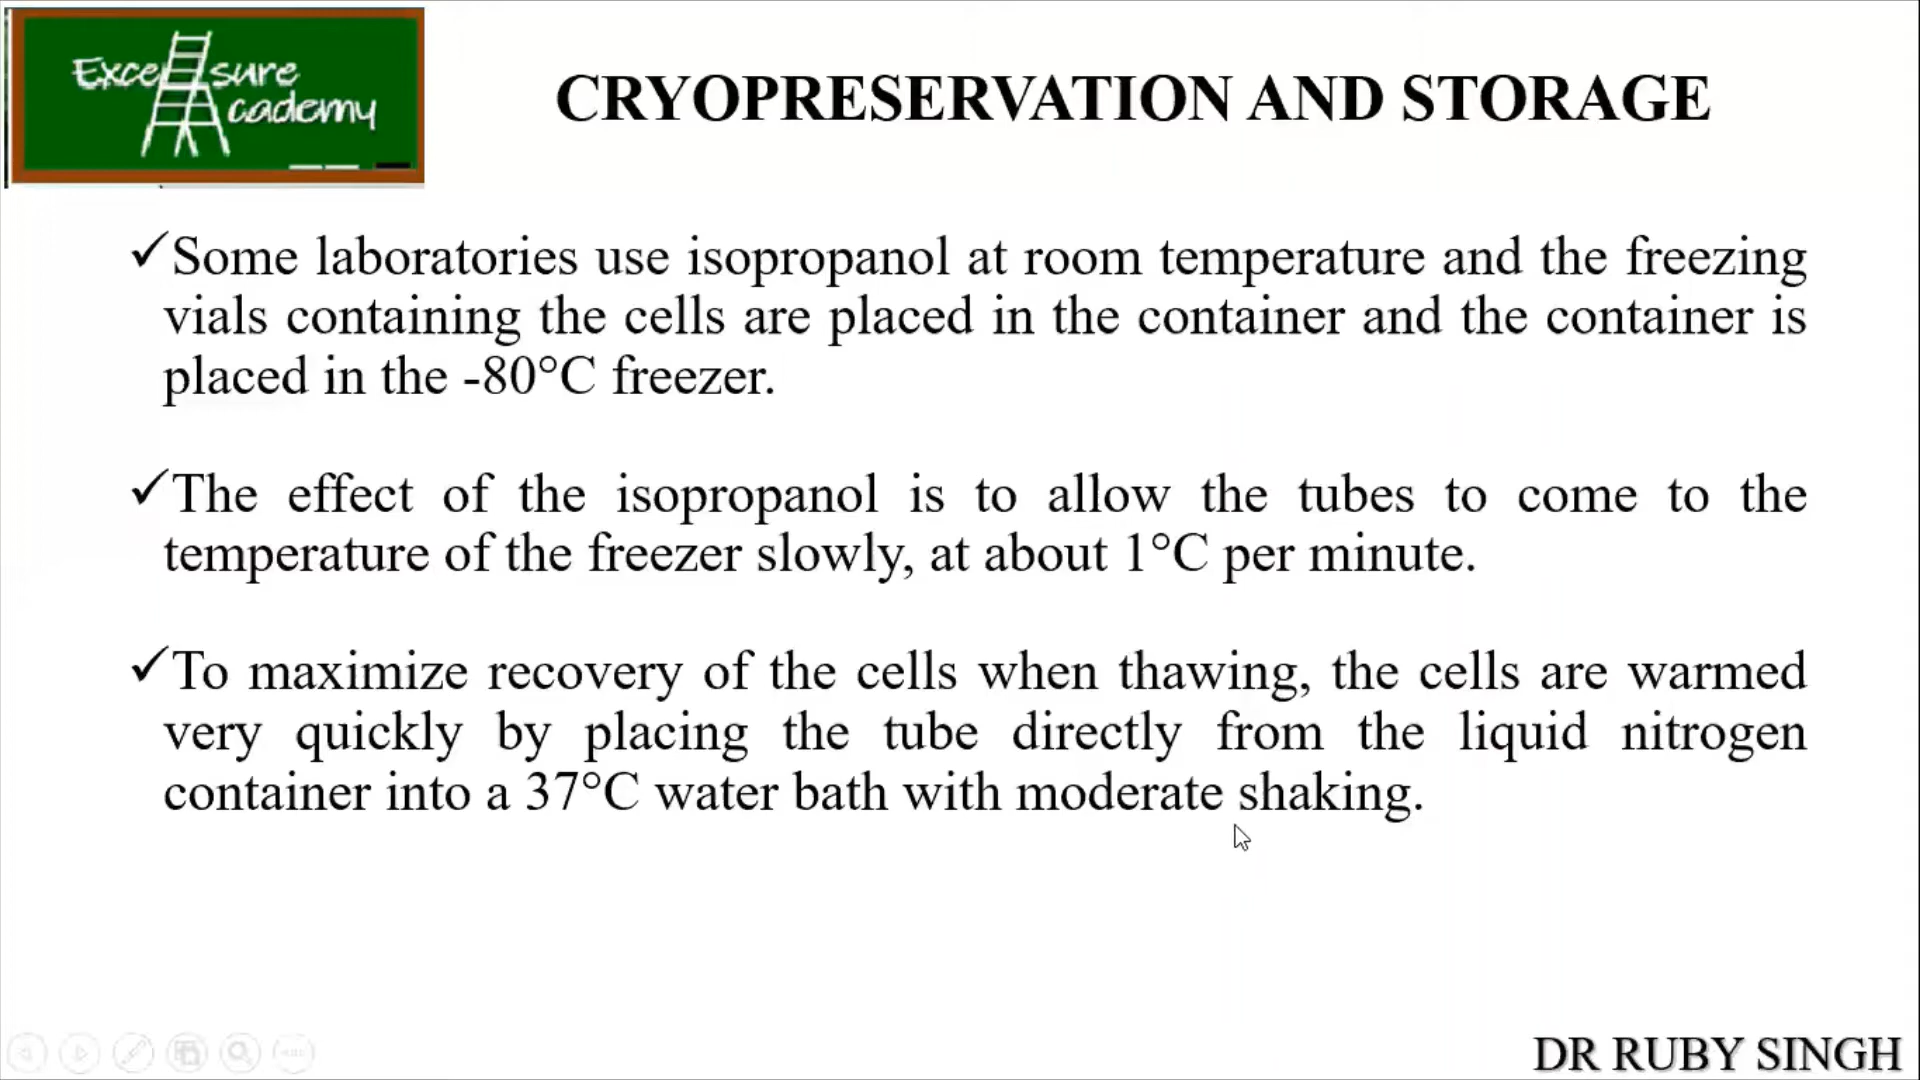 Excellsure
Academy
CRYOPRESERVATION AND STORAGE
✓Some laboratories use isopropanol at room temperature and the freezing
vials containing the cells are placed in the container and the container is
placed in the -80°C freezer.
✓The effect of the isopropanol is to allow the tubes to come to the
temperature of the freezer slowly, at about 1°C per minute.
✓To maximize recovery of the cells when thawing, the cells are warmed
very quickly by placing the tube directly from the liquid nitrogen
container into a 37°C water bath with moderate shaking.
DR RUBY SINGH